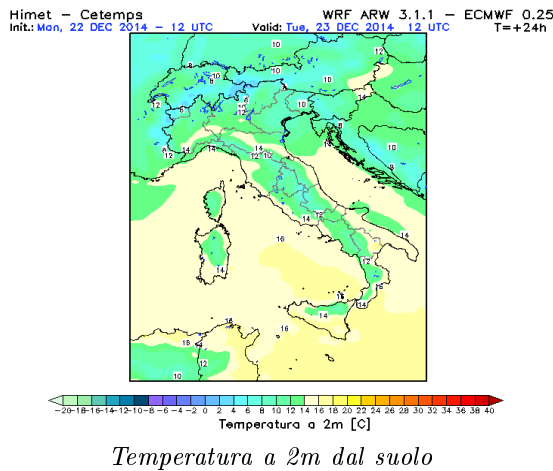 Himet – Cetemps WRF ARW 3.1.1 – ECMWF 0.25
Init.: Mon, 22 DEC 2014 – 12 UTC Valid: Tue, 23 DEC 2014 12 UTC T=+24h
-20-18-16-14-12-10-8 -6 -4 -2 0 2 4 6 8 10 12 14 16 18 20 22 24 26 28 30 32 34 36 38 40
Temperatura a 2m [C]
Temperatura a 2m dal suolo